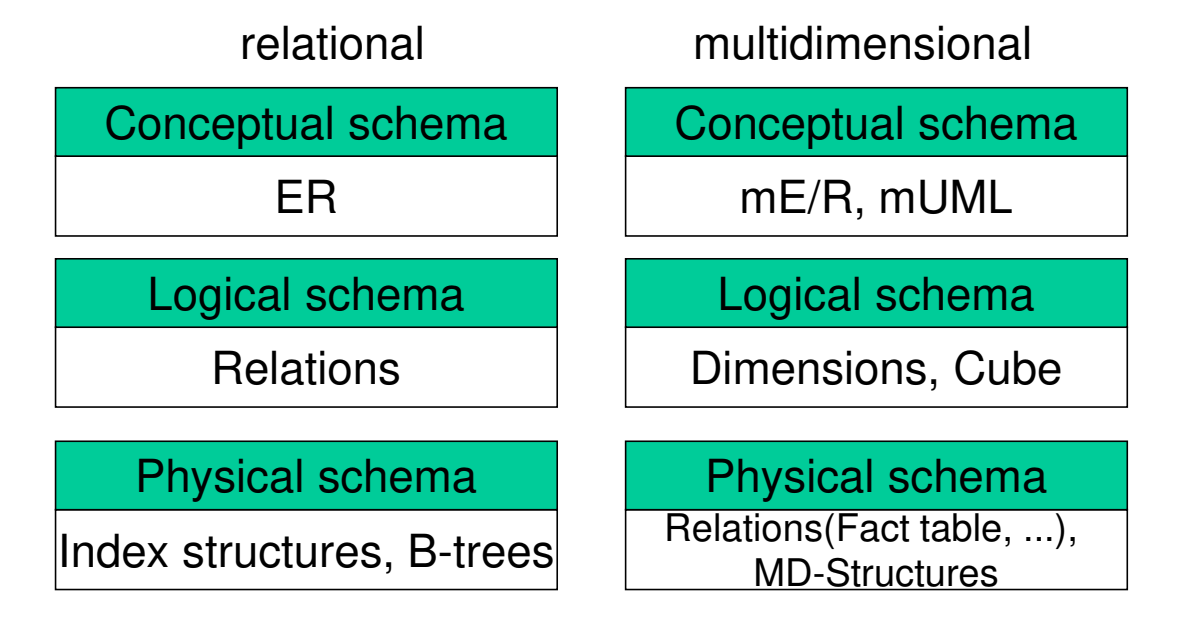 relational
multidimensional
Conceptual schema
Conceptual schema
ER
mE/R, mUML
Logical schema
Logical schema
Relations
Dimensions, Cube
Physical schema
Physical schema
Index structures, B-trees
Relations(Fact table, ...),
MD-Structures